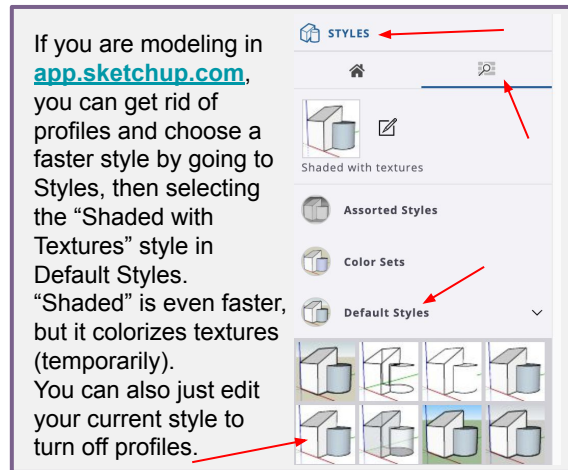 If you are modeling in
app.sketchup.com,
you can get rid of
profiles and choose a
faster style by going to
Styles, then selecting
the “Shaded with
Textures” style in
Default Styles.
“Shaded” is even faster,
but it colorizes textures
(temporarily).
You can also just edit
your current style to
turn off profiles.
STYLES
Shaded with textures
Assorted Styles
Color Sets
Default Styles